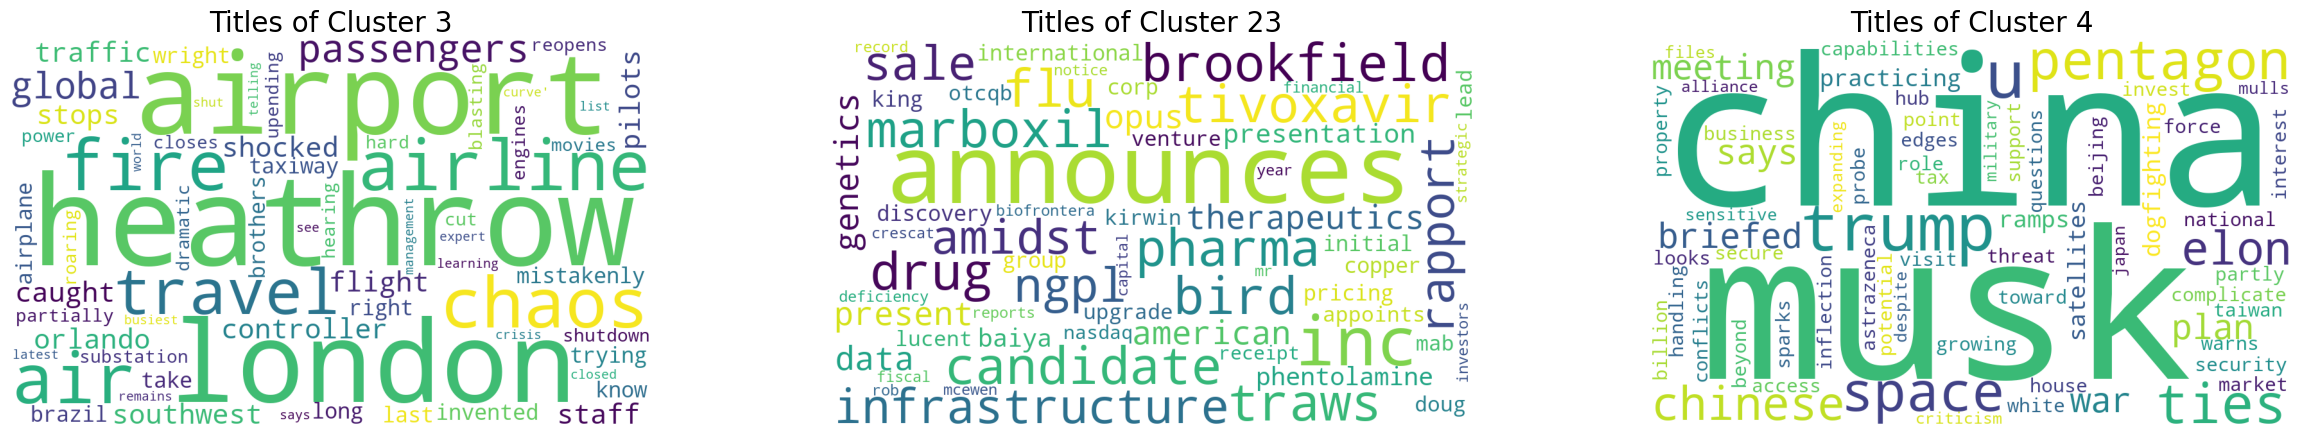 Titles of Cluster 3
traffic wright passengers reopens
global airport pilots
shut telling upending blasting curve' list
stops power
fire world closes shocked hard airline engines movies
taxiway
heathrow
airplane roaring dramatic brothers hearing see cut expert management learning
caught travel flight chaos mistakenly
partially busiest right
orlando controller crisis shutdown
latest substation london trying
air take closed know
remains
brazil southwest says long last invented staff
Titles of Cluster 23
record international brookfield
sale flu notice financial lead
king otcqb corp tivoxavir
genetics marboxil opus venture presentation strategic
announces year rapport
discovery biofrontera kirwin therapeutics
crescat amidst pharma initial
drug group capital mr copper
deficiency ngpl bird pricing
present reports upgrade appoints investors
lucent baiya nasdaq american inc mab
data candidate receipt
fiscal phentolamine
rob mcewen
infrastructure traws doug
Titles of Cluster 4
files capabilities pentagon
meeting practicing u
alliance hub invest mulls
property china point
business edges military support force
says expanding probe role tax questions beijing dogfighting interest
sensitive trump ramps satellites national
briefed astrazeneca japan elon
looks secure visit threat
handling conflicts inflection potential despite toward partly
musk complicate
billion sparks taiwan
beyond growing plan
warns
access security
space house market
chinese white war ties
criticism